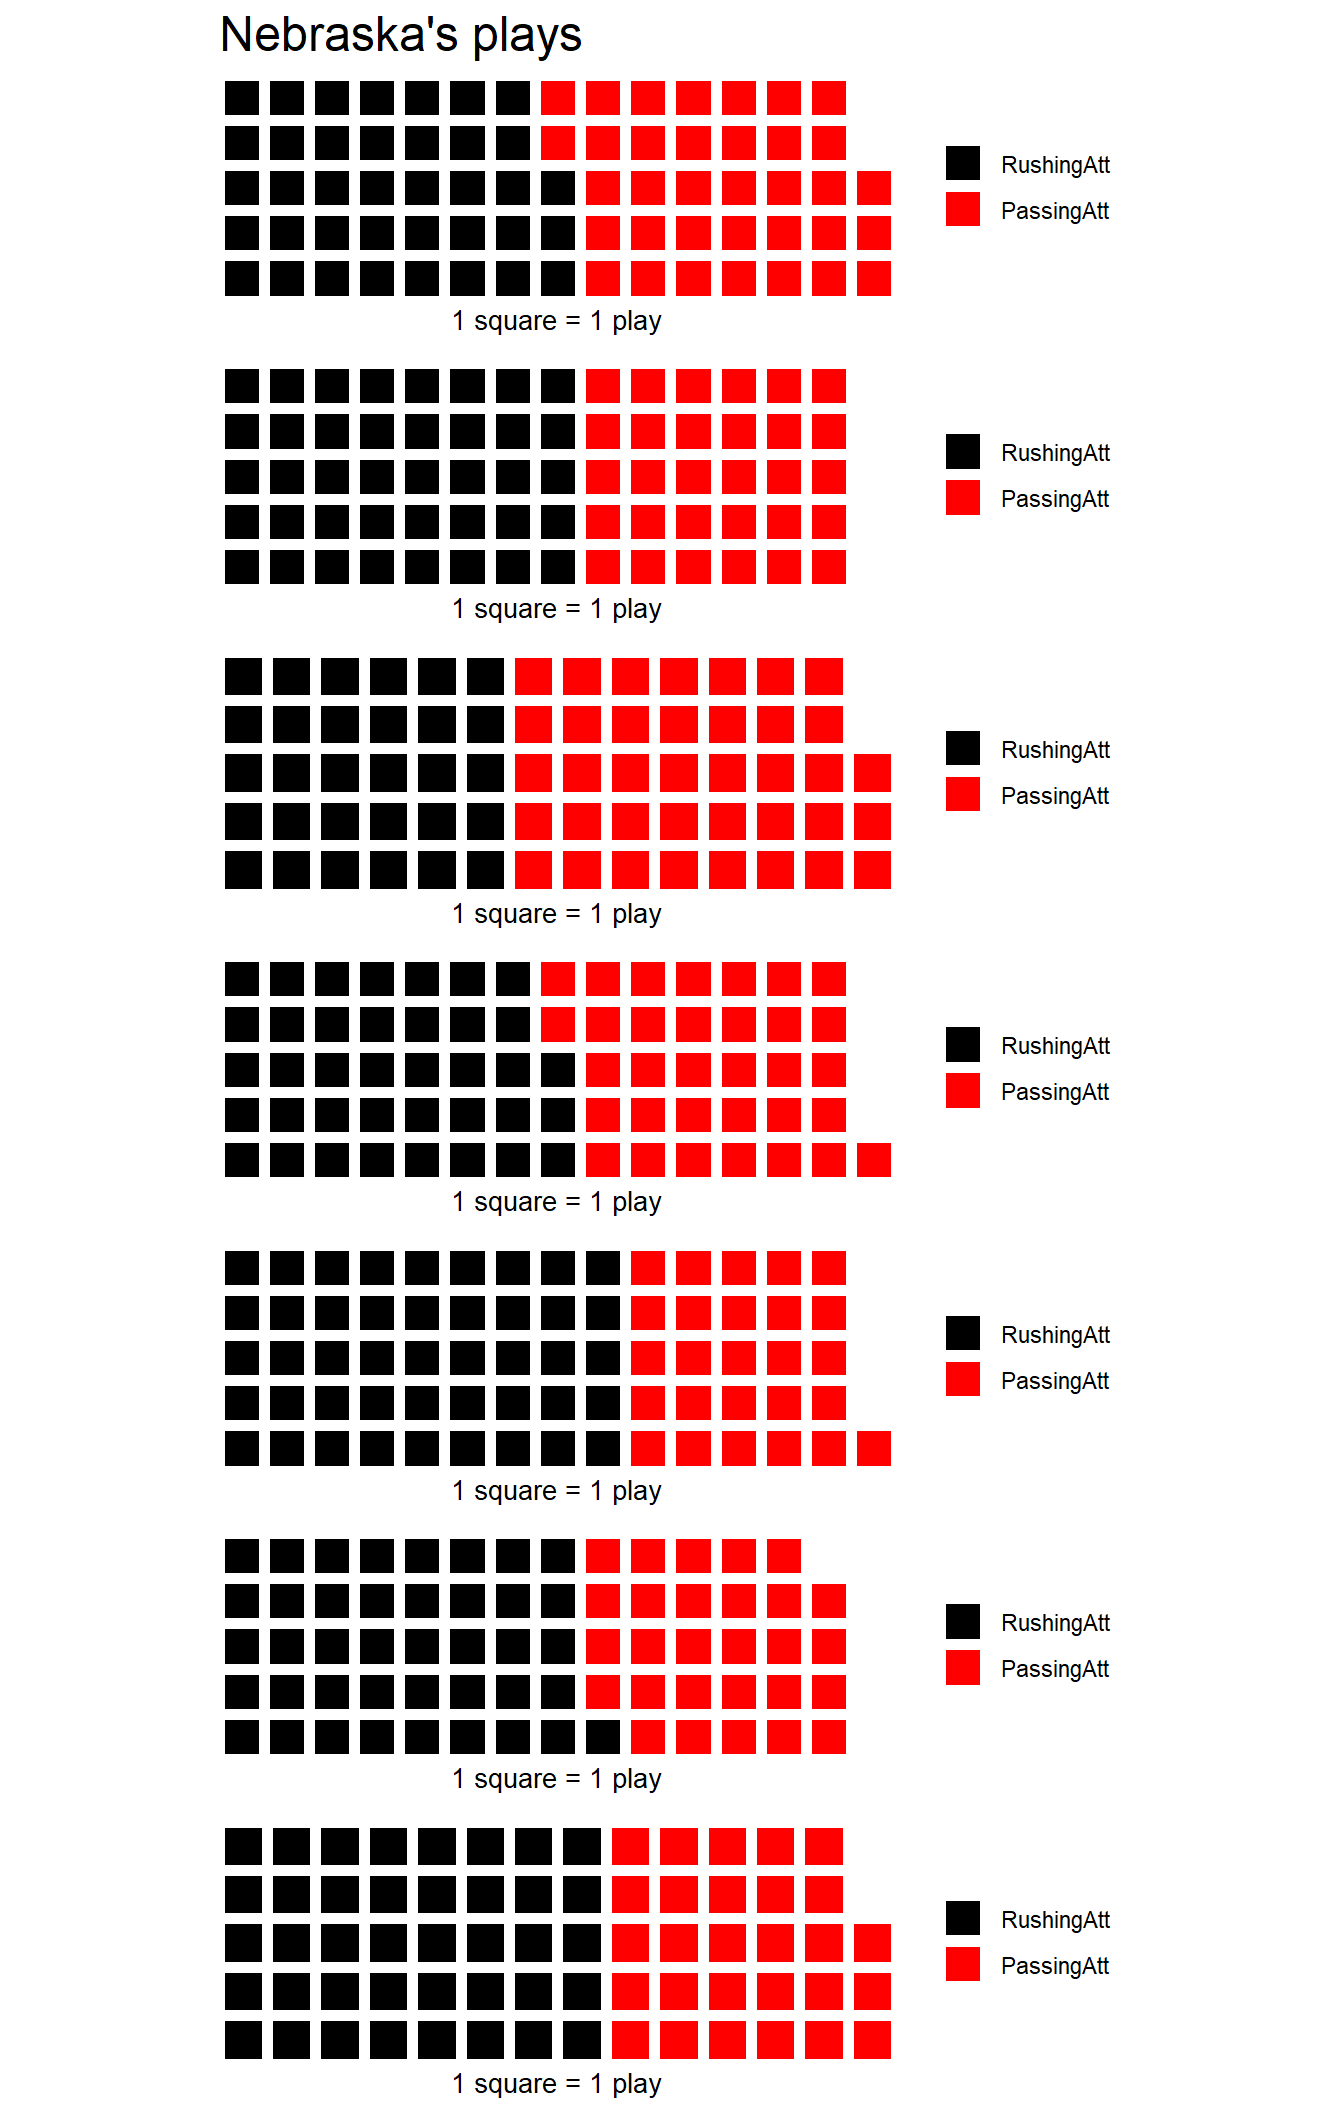 Nebraska's plays
RushingAtt
PassingAtt
1 square = 1 play
RushingAtt
PassingAtt
1 square = 1 play
RushingAtt
PassingAtt
1 square = 1 play
RushingAtt
PassingAtt
1 square = 1 play
RushingAtt
PassingAtt
1 square = 1 play
RushingAtt
PassingAtt
1 square = 1 play
RushingAtt
PassingAtt
1 square = 1 play